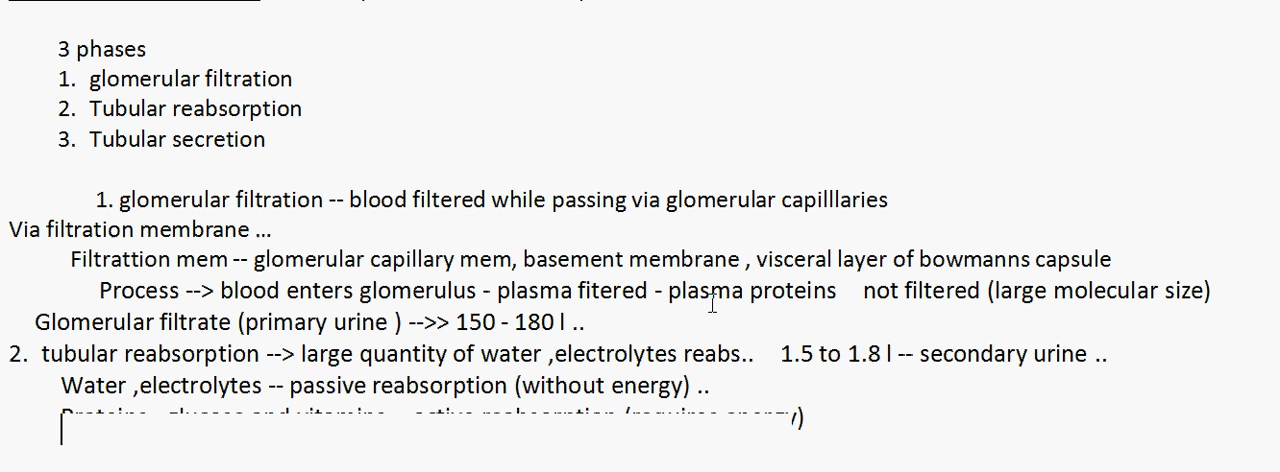 3 phases
1. glomerular filtration
2. Tubular reabsorption
3. Tubular secretion
1. glomerular filtration -- blood filtered while passing via glomerular capilllaries
Via filtration membrane ...
Filtrattion mem -- glomerular capillary mem, basement membrane , visceral layer of bowmanns capsule
Process --> blood enters glomerulus - plasma fitered - plasma proteins not filtered (large molecular size)
Glomerular filtrate (primary urine ) -->> 150 - 180 l ..
2. tubular reabsorption --> large quantity of water ,electrolytes reabs.. 1.5 to 1.8 l -- secondary urine ..
Water ,electrolytes -- passive reabsorption (without energy) ..